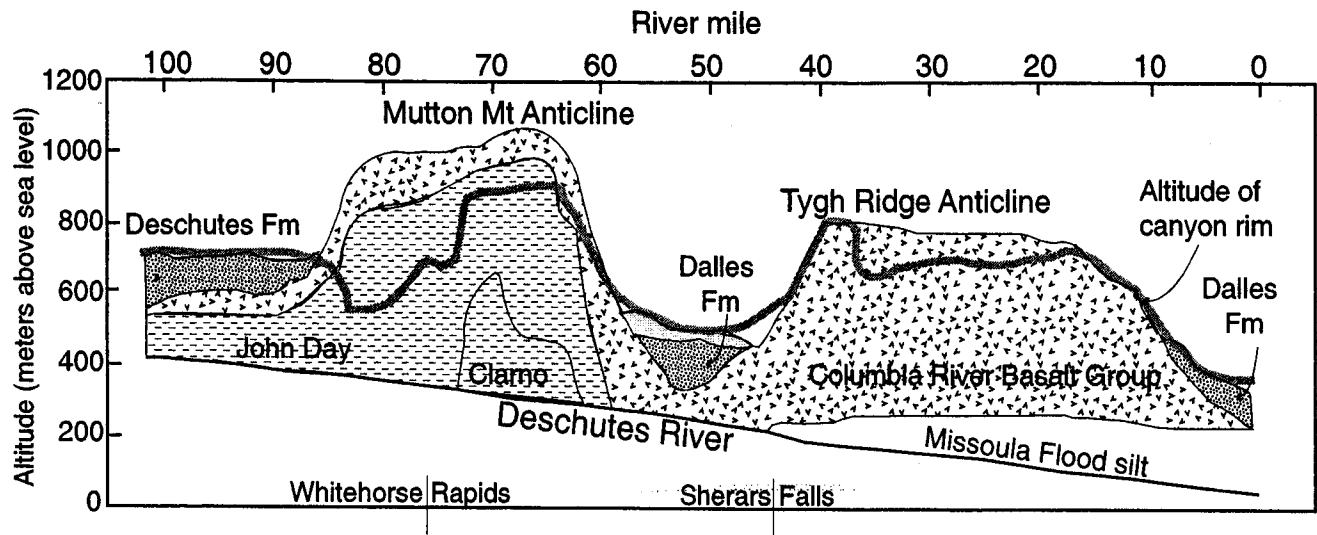 River mile
100 90 80 70 60 50 40 30 20 10 0
1200
1000
800
600
400
200
0
Altitude (meters above sea level)
Mutton Mt Anticline
Deschutes Fm
Tygh Ridge Anticline
Altitude of
canyon rim
Dalles
Fm
Dalles
Fm
John Day
Clarno
Columbia River Basalt Group
Deschutes River
Missoula Flood silt
Whitehorse Rapids
Sherars Falls